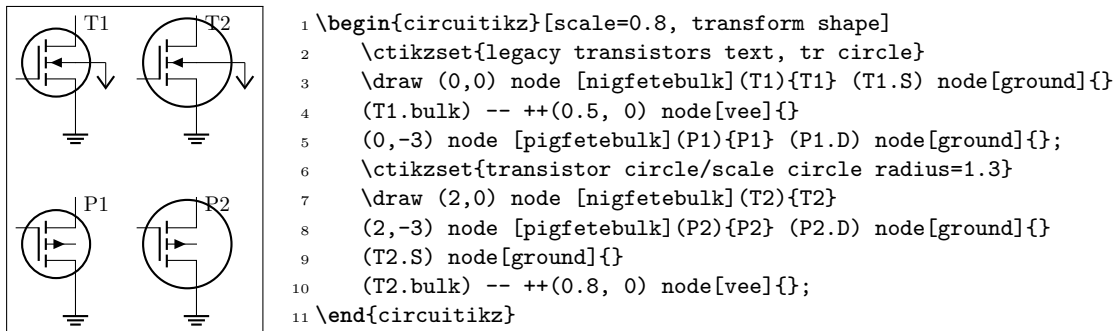 T1 T2
P1 P2
1 \begin{circuitikz}[scale=0.8, transform shape]
2 \ctikzset{legacy transistors text, tr circle}
3 \draw (0,0) node [nigfetebulk](T1){T1} (T1.S) node[ground]{}
4 (T1.bulk) -- ++(0.5, 0) node[vee]{}
5 (0,-3) node [pigfetebulk](P1){P1} (P1.D) node[ground]{};
6 \ctikzset{transistor circle/scale circle radius=1.3}
7 \draw (2,0) node [nigfetebulk](T2){T2}
8 (2,-3) node [pigfetebulk](P2){P2} (P2.D) node[ground]{}
9 (T2.S) node[ground]{}
10 (T2.bulk) -- ++(0.8, 0) node[vee]{};
11 \end{circuitikz}